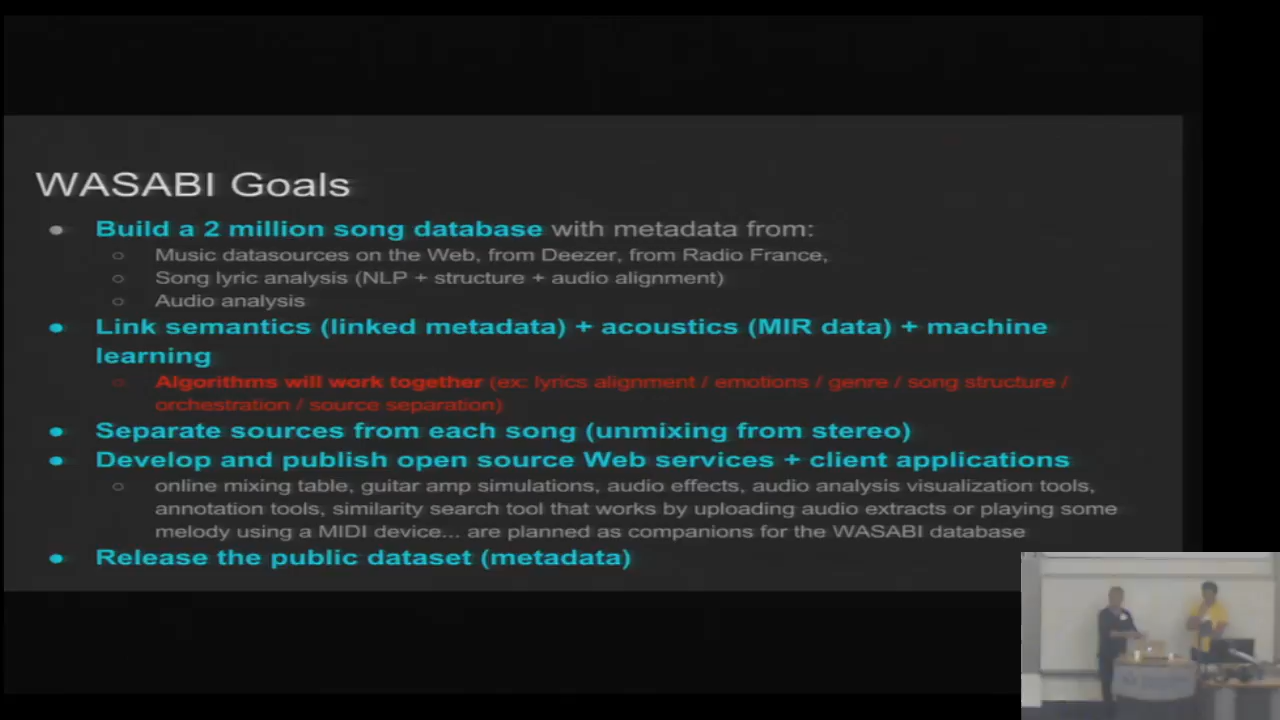 WASABI Goals
● Build a 2 million song database with metadata from:
○ Music datasources on the Web, from Deezer, from Radio France,
○ Song lyric analysis (NLP + structure + audio alignment)
○ Audio analysis
● Link semantics (linked metadata) + acoustics (MIR data) + machine
learning
○ Algorithms will work together (ex: lyrics alignment / emotions / genre / song structure /
orchestration / source separation)
● Separate sources from each song (unmixing from stereo)
● Develop and publish open source Web services + client applications
○ online mixing table, guitar amp simulations, audio effects, audio analysis visualization tools,
annotation tools, similarity search tool that works by uploading audio extracts or playing some
melody using a MIDI device... are planned as companions for the WASABI database
● Release the public dataset (metadata)